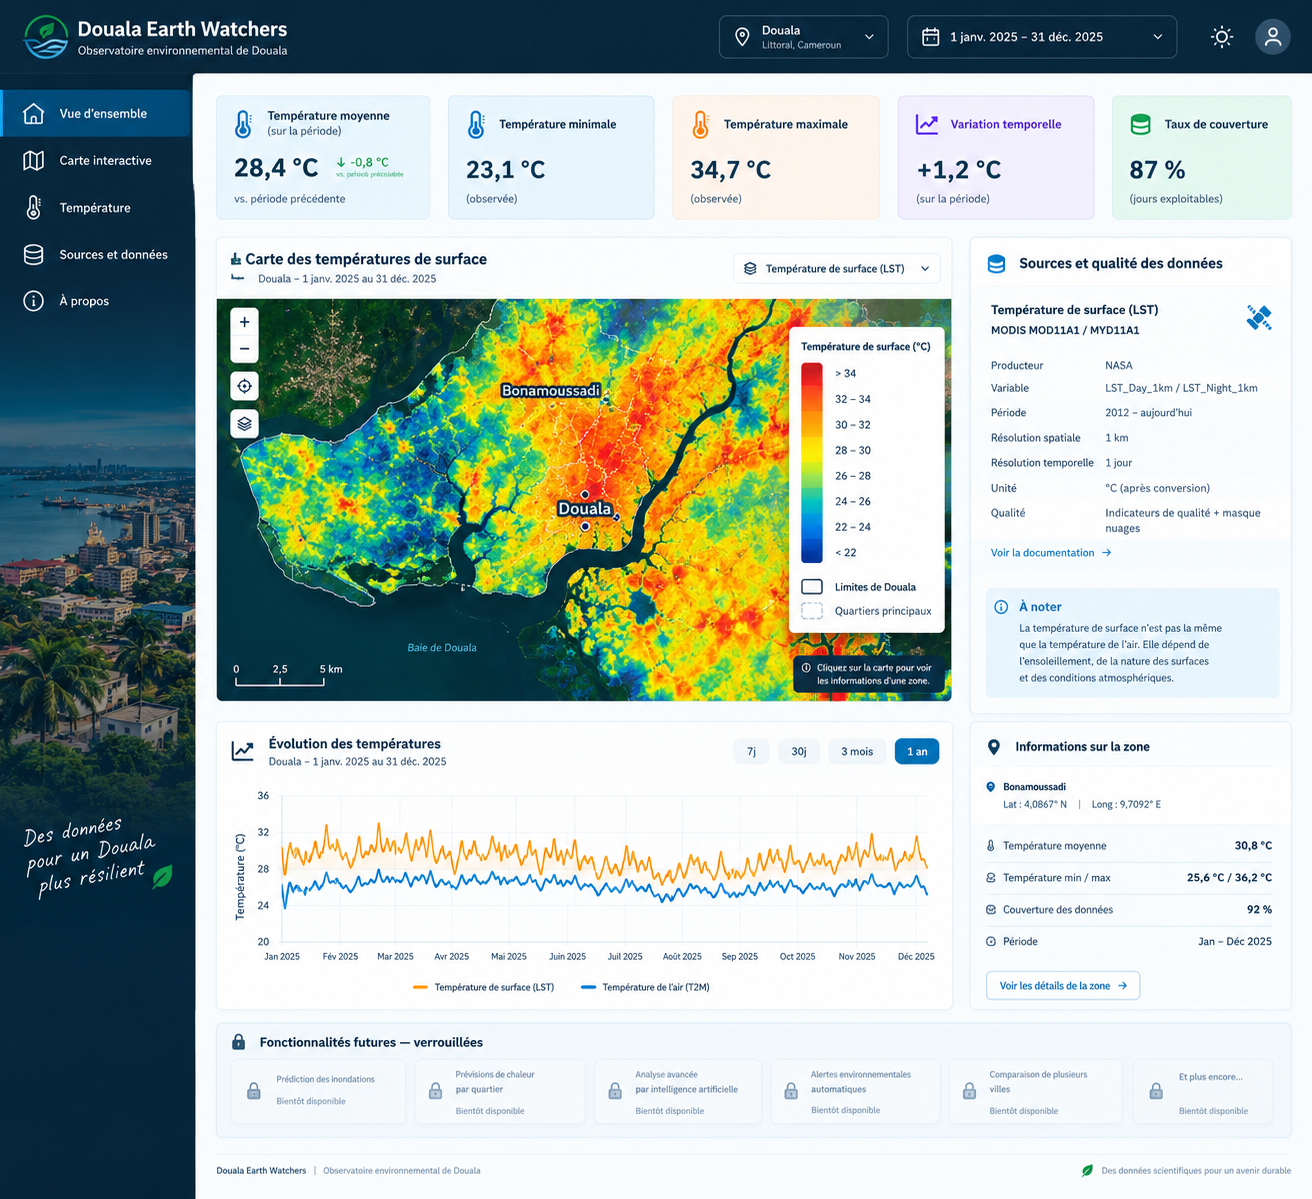 Douala Earth Watchers
Observatoire environnemental de Douala
Douala
Littoral, Cameroun
1 janv. 2025 – 31 déc. 2025
Vue d'ensemble
Carte interactive
Température
Sources et données
À propos
Des données
pour un Douala
plus résilient
Température moyenne
(sur la période)
28,4 °C
↓ -0,8 °C
vs. période précédente
Température minimale
23,1 °C
(observée)
Température maximale
34,7 °C
(observée)
Variation temporelle
+1,2 °C
(sur la période)
Taux de couverture
87 %
(jours exploitables)
Carte des températures de surface
Douala – 1 janv. 2025 au 31 déc. 2025
Température de surface (LST)
+
−
Bonamoussadi
Douala
Baie de Douala
0 2,5 5 km
Température de surface (°C)
> 34
32 – 34
30 – 32
28 – 30
26 – 28
24 – 26
22 – 24
< 22
Limites de Douala
Quartiers principaux
Cliquez sur la carte pour voir
les informations d'une zone.
Sources et qualité des données
Température de surface (LST)
MODIS MOD11A1 / MYD11A1
Producteur NASA
Variable LST_Day_1km / LST_Night_1km
Période 2012 – aujourd'hui
Résolution spatiale 1 km
Résolution temporelle 1 jour
Unité °C (après conversion)
Qualité Indicateurs de qualité + masque
nuages
Voir la documentation →
À noter
La température de surface n'est pas la même
que la température de l'air. Elle dépend de
l'ensoleillement, de la nature des surfaces
et des conditions atmosphériques.
Évolution des températures
Douala – 1 janv. 2025 au 31 déc. 2025
7j
30j
3 mois
1 an
Température (°C)
36
32
28
24
20
Jan 2025 Fév 2025 Mar 2025 Avr 2025 Mai 2025 Juin 2025 Juil 2025 Août 2025 Sep 2025 Oct 2025 Nov 2025 Déc 2025
Température de surface (LST)
Température de l'air (T2M)
Informations sur la zone
Bonamoussadi
Lat : 4,0867° N | Long : 9,7092° E
Température moyenne 30,8 °C
Température min / max 25,6 °C / 36,2 °C
Couverture des données 92 %
Période Jan – Déc 2025
Voir les détails de la zone →
Fonctionnalités futures — verrouillées
Prédiction des inondations
Bientôt disponible
Prévisions de chaleur
par quartier
Bientôt disponible
Analyse avancée
par intelligence artificielle
Bientôt disponible
Alertes environnementales
automatiques
Bientôt disponible
Comparaison de plusieurs
villes
Bientôt disponible
Et plus encore...
Bientôt disponible
Douala Earth Watchers | Observatoire environnemental de Douala
Des données scientifiques pour un avenir durable